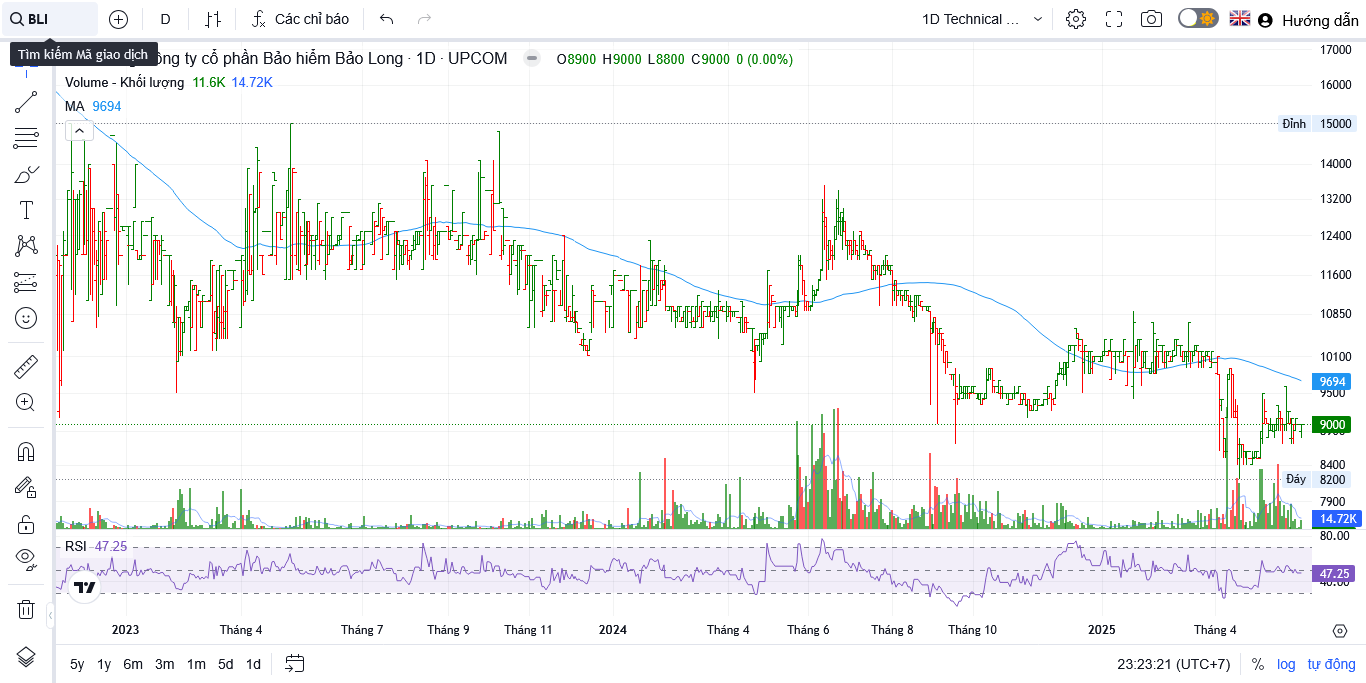 BLI
D
Các chỉ báo
1D Technical ...
Hướng dẫn
Tìm kiếm Mã giao dịch
ông ty cổ phần Bảo hiểm Bảo Long · 1D · UPCOM
O8900 H9000 L8800 C9000 0 (0.00%)
Volume - Khối lượng 11.6K 14.72K
MA 9694
17000
16000
Đỉnh 15000
14000
13200
12400
11600
10850
10100
9694
9500
9000
8400
Đáy 8200
7900
14.72K
RSI 47.25
80.00
47.25
40.00
2023
Tháng 4
Tháng 7
Tháng 9
Tháng 11
2024
Tháng 4
Tháng 6
Tháng 8
Tháng 10
2025
Tháng 4
5y 1y 6m 3m 1m 5d 1d
23:23:21 (UTC+7)
% log tự động